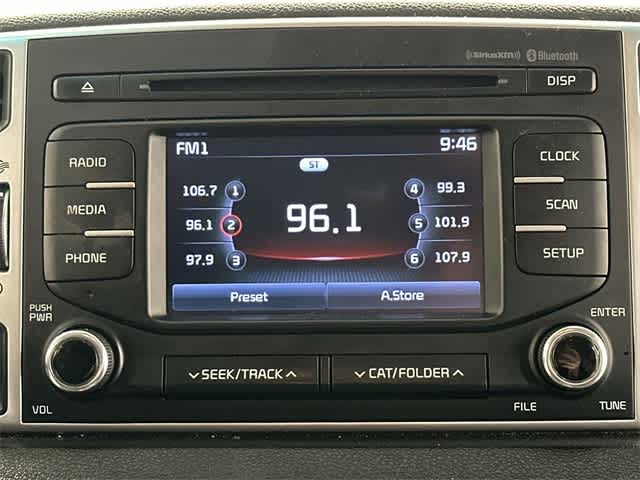 SiriusXM Bluetooth
DISP
RADIO
MEDIA
PHONE
FM1 9:46
ST
106.7 1
96.1 2
97.9 3
96.1
4 99.3
5 101.9
6 107.9
Preset A.Store
CLOCK
SCAN
SETUP
PUSH
PWR
VOL
SEEK/TRACK
CAT/FOLDER
ENTER
FILE
TUNE